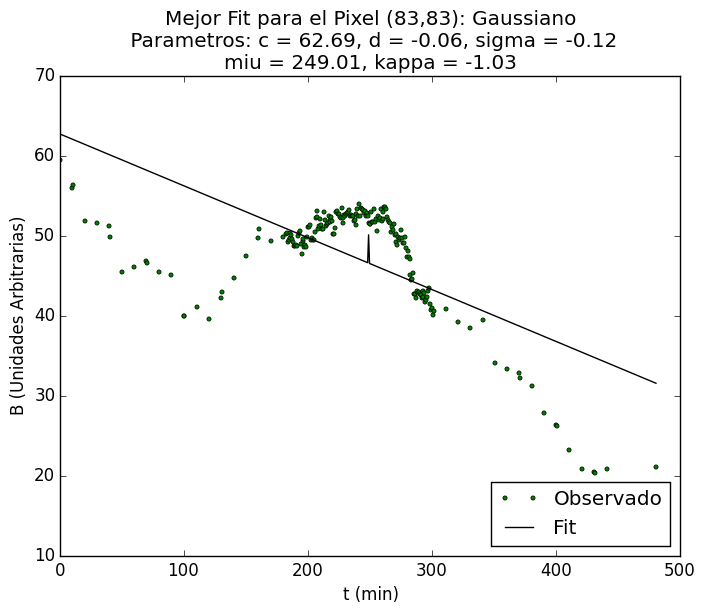 Mejor Fit para el Pixel (83,83): Gaussiano
Parametros: c = 62.69, d = -0.06, sigma = -0.12
miu = 249.01, kappa = -1.03
70
60
50
40
30
20
10
B (Unidades Arbitrarias)
Observado
Fit
0 100 200 300 400 500
t (min)